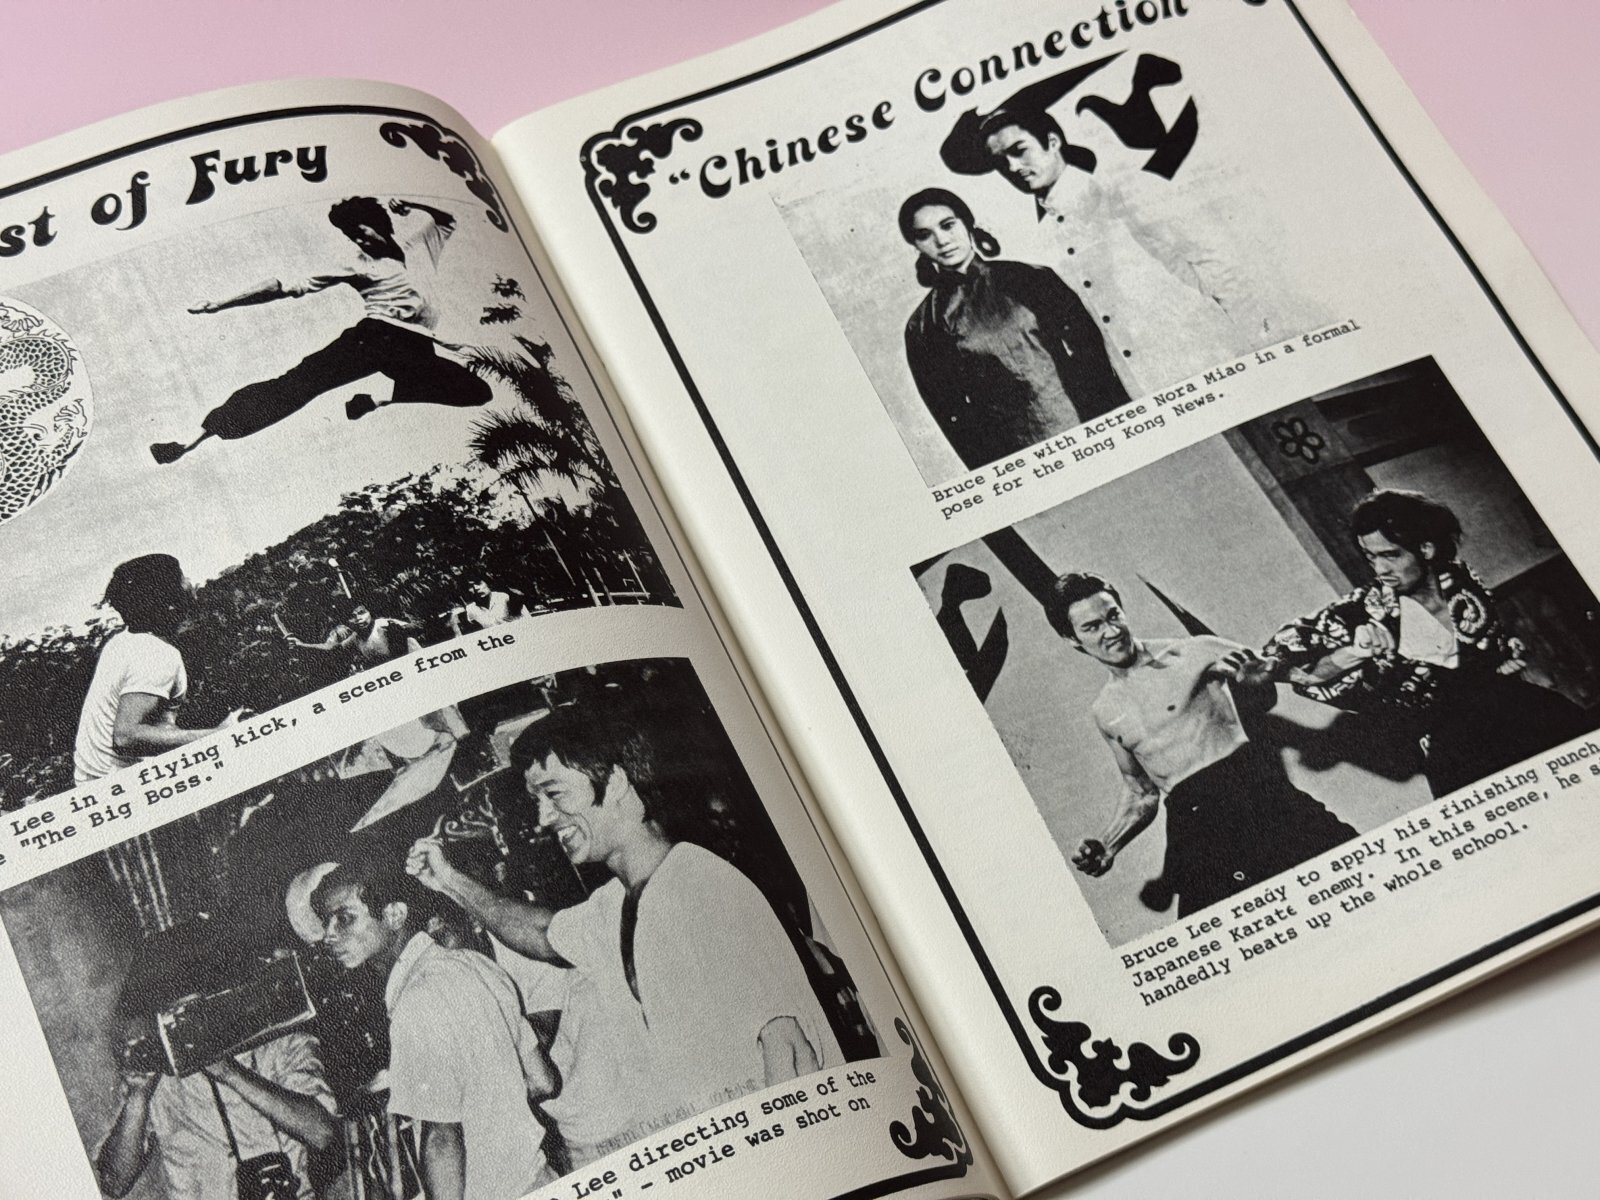 st of Fury
Lee in a flying kick, a scene from the
"The Big Boss."
Lee directing some of the
" - movie was shot on
"Chinese Connection
Bruce Lee with Actree Nora Miao in a formal
pose for the Hong Kong News.
Bruce Lee ready to apply his finishing punch
Japanese Karate enemy. In this scene, he s
handedly beats up the whole school.